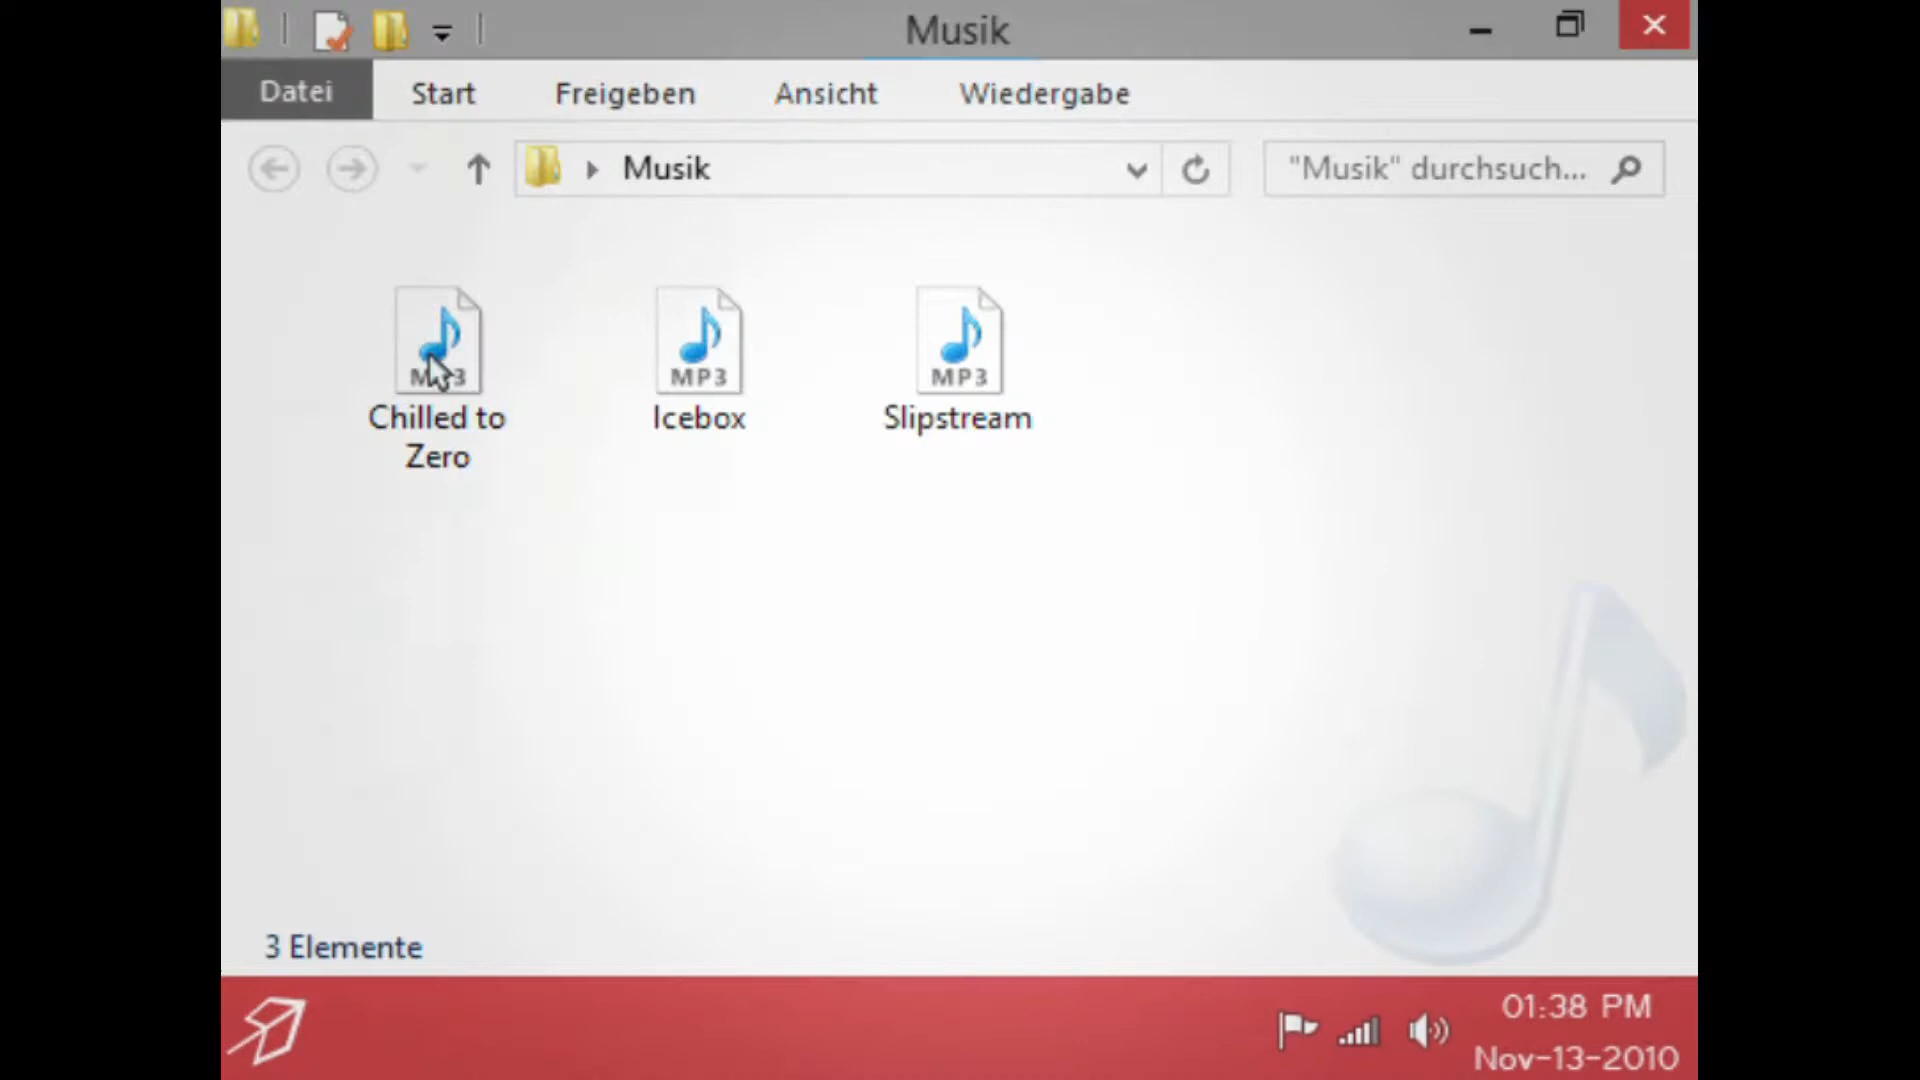 Musik
Datei Start Freigeben Ansicht Wiedergabe
Musik "Musik" durchsuch...
MP3 MP3 MP3
Chilled to Zero
Icebox
Slipstream
3 Elemente
01:38 PM
Nov-13-2010